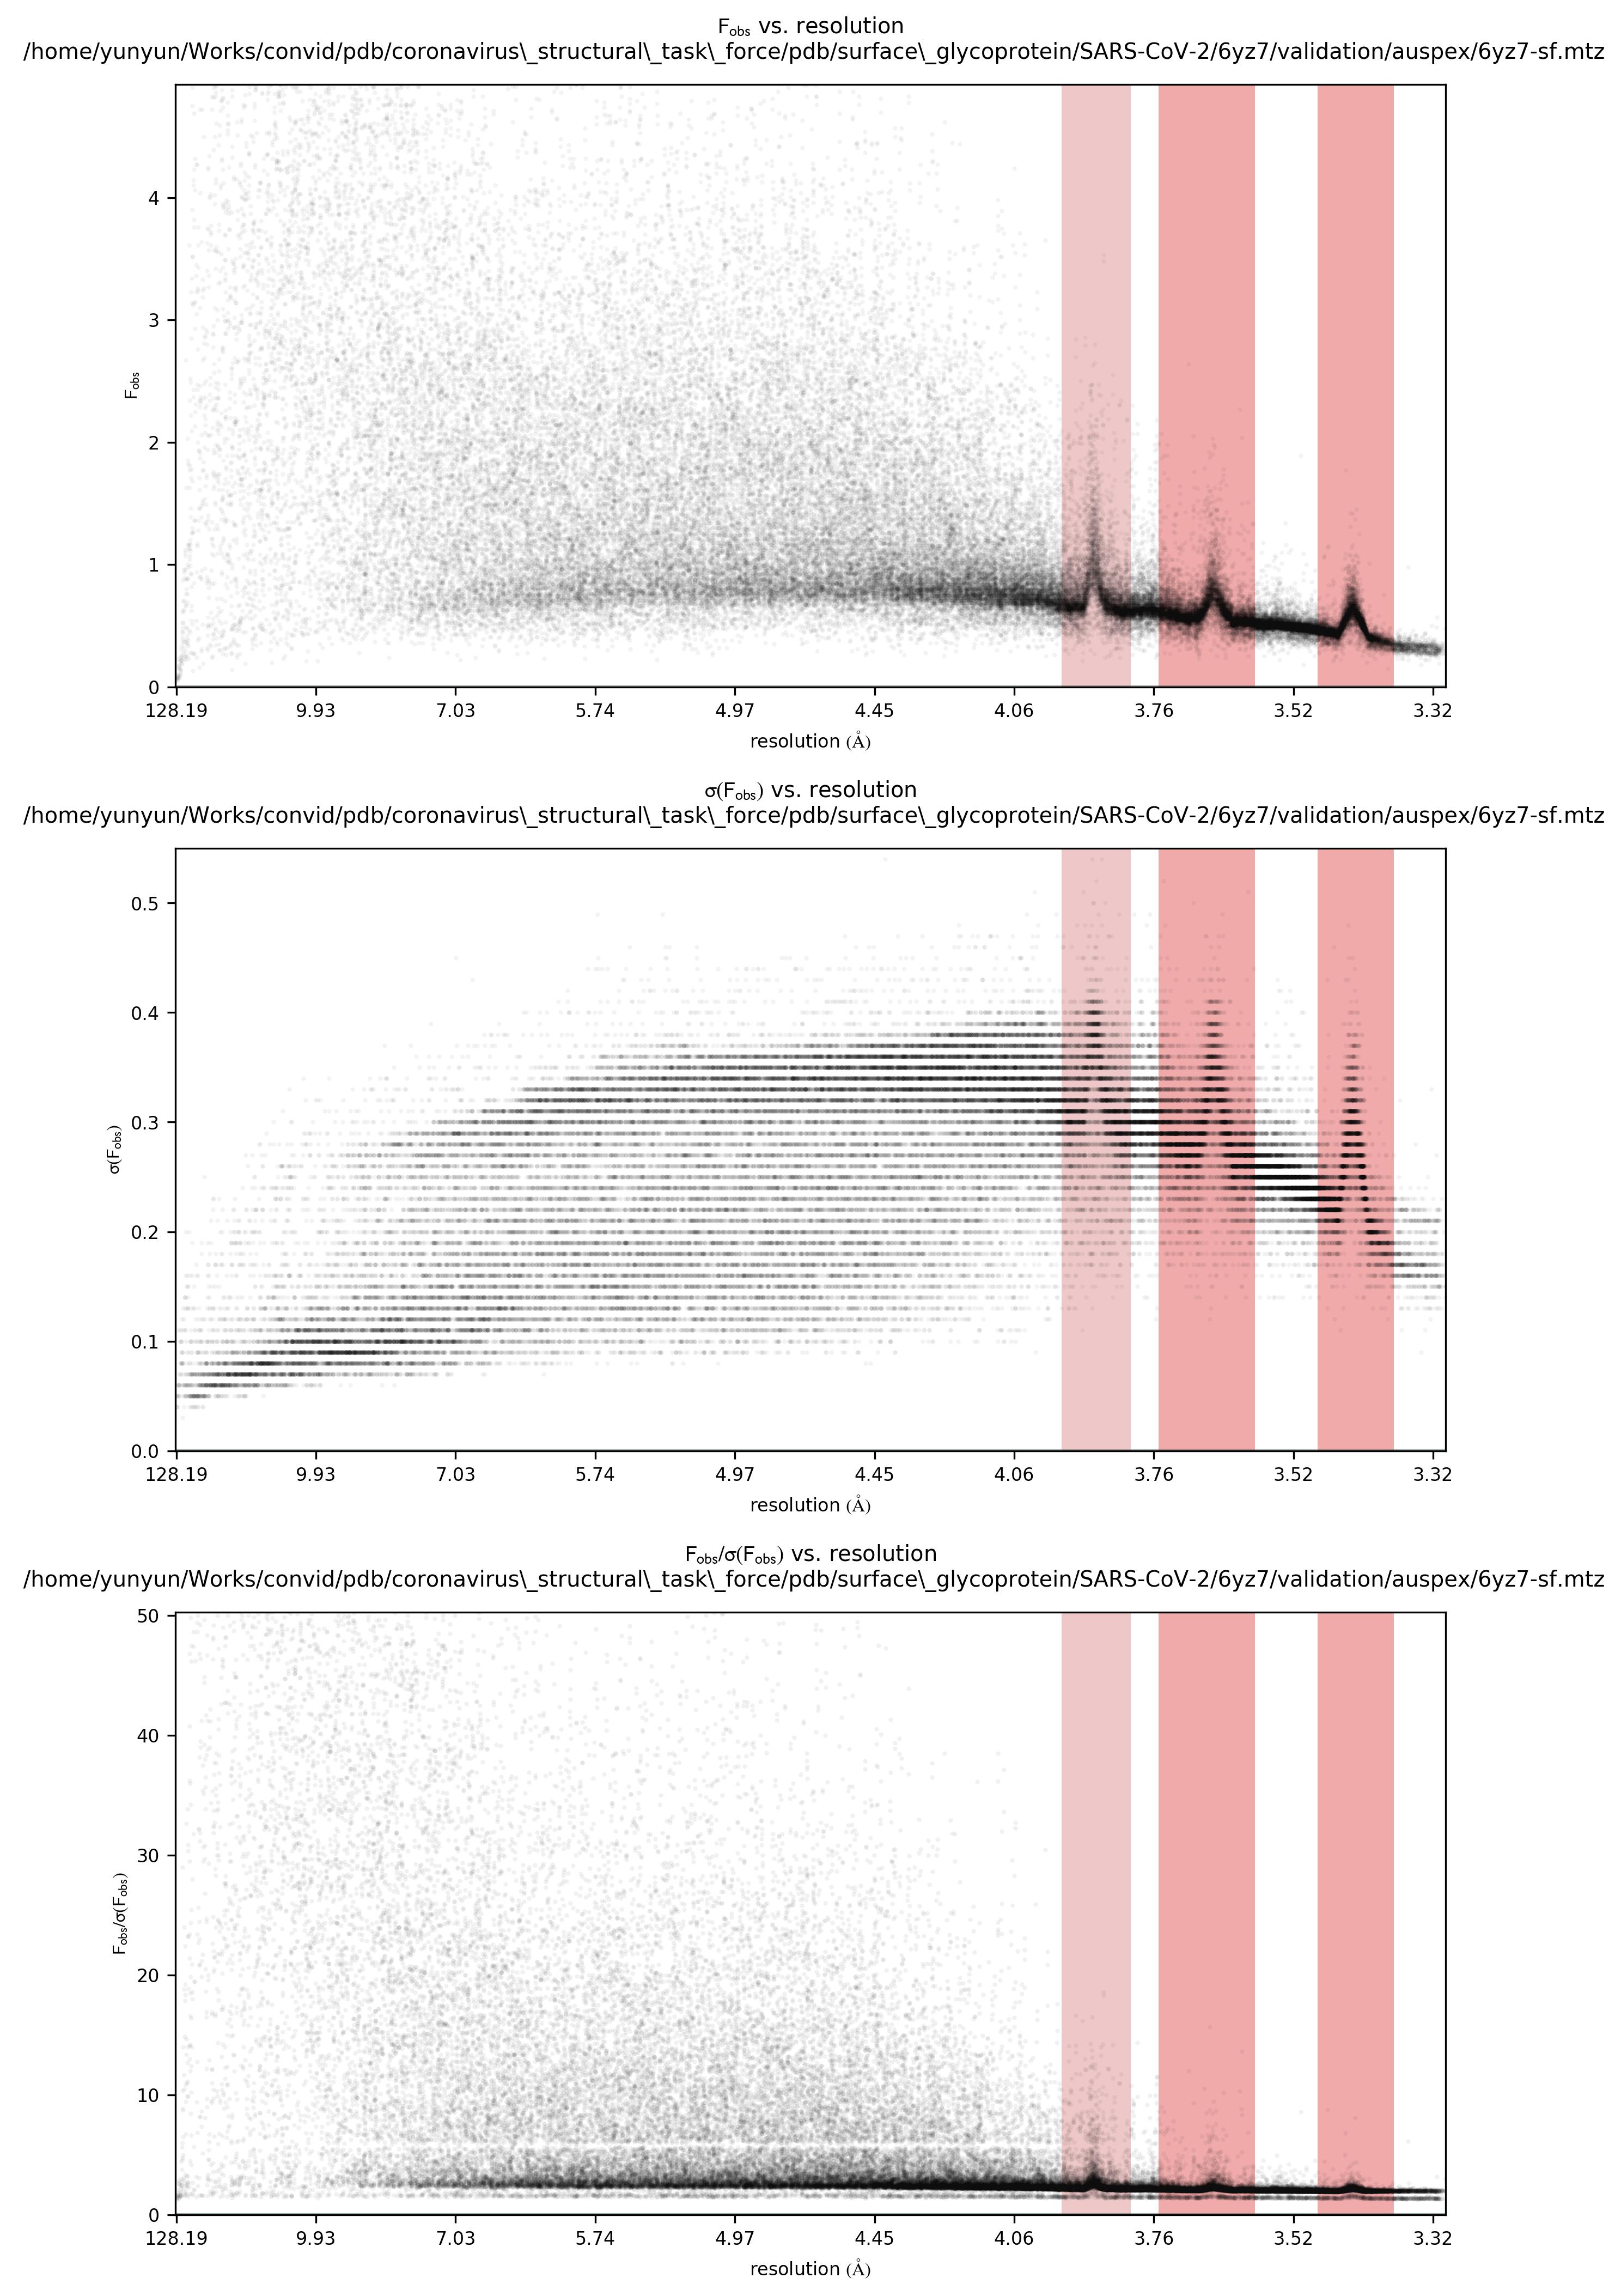 Fobs vs. resolution
/home/yunyun/Works/convid/pdb/coronavirus\_structural\_task\_force/pdb/surface\_glycoprotein/SARS-CoV-2/6yz7/validation/auspex/6yz7-sf.mtz
4
3
Fobs
2
1
0
128.19 9.93 7.03 5.74 4.97 4.45 4.06 3.76 3.52 3.32
resolution (Å)
σ(Fobs) vs. resolution
/home/yunyun/Works/convid/pdb/coronavirus\_structural\_task\_force/pdb/surface\_glycoprotein/SARS-CoV-2/6yz7/validation/auspex/6yz7-sf.mtz
0.5
0.4
0.3
σ(Fobs)
0.2
0.1
0.0
128.19 9.93 7.03 5.74 4.97 4.45 4.06 3.76 3.52 3.32
resolution (Å)
Fobs/σ(Fobs) vs. resolution
/home/yunyun/Works/convid/pdb/coronavirus\_structural\_task\_force/pdb/surface\_glycoprotein/SARS-CoV-2/6yz7/validation/auspex/6yz7-sf.mtz
50
40
30
Fobs/σ(Fobs)
20
10
0
128.19 9.93 7.03 5.74 4.97 4.45 4.06 3.76 3.52 3.32
resolution (Å)